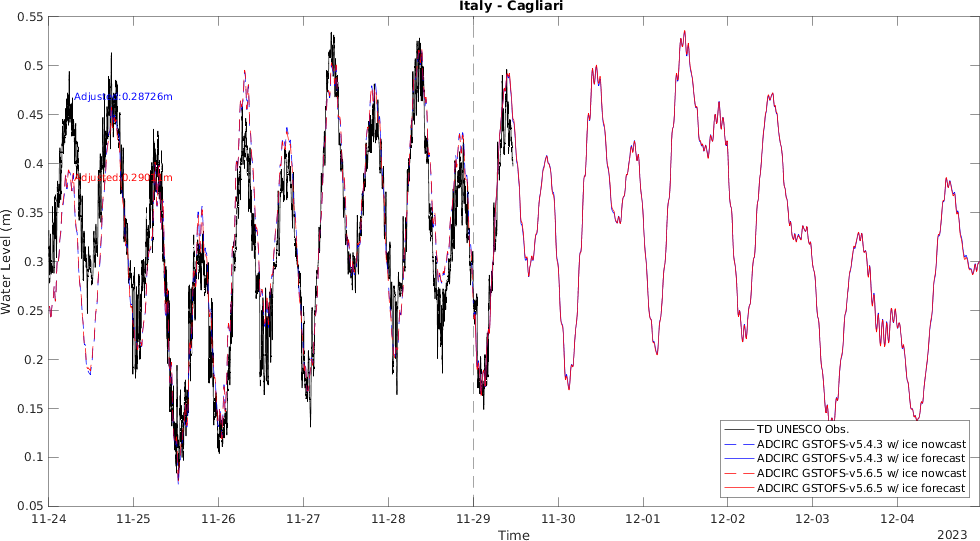 Italy - Cagliari
0.55
0.5
0.45
0.4
0.35
0.3
0.25
0.2
0.15
0.1
0.05
Water Level (m)
Adjusted:0.28726m
11-24
11-25
11-26
11-27
11-28
11-29
11-30
12-01
12-02
12-03
12-04
Time
2023
TD UNESCO Obs.
ADCIRC GSTOFS-v5.4.3 w/ ice nowcast
ADCIRC GSTOFS-v5.4.3 w/ ice forecast
ADCIRC GSTOFS-v5.6.5 w/ ice nowcast
ADCIRC GSTOFS-v5.6.5 w/ ice forecast